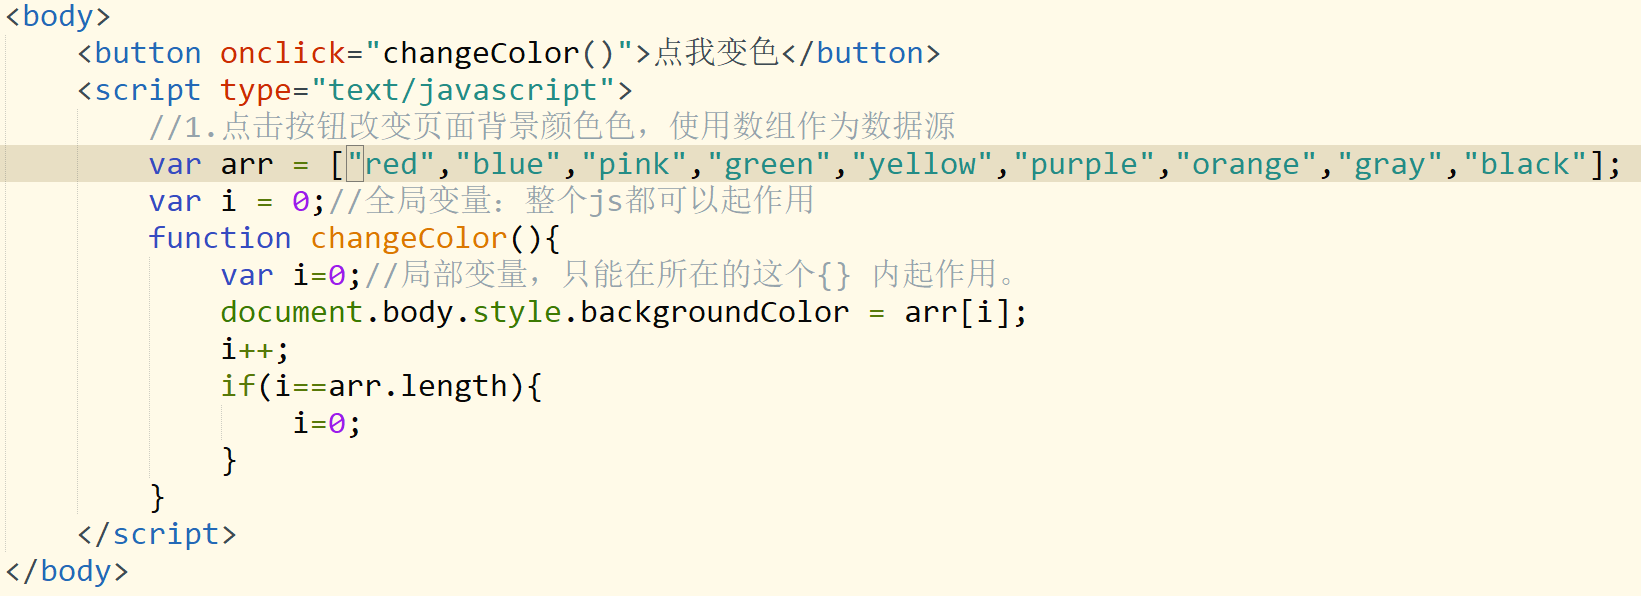 <body>
<button onclick="changeColor()">点我变色</button>
<script type="text/javascript">
//1.点击按钮改变页面背景颜色色，使用数组作为数据源
var arr = ["red","blue","pink","green","yellow","purple","orange","gray","black"];
var i = 0;//全局变量：整个js都可以起作用
function changeColor(){
var i=0;//局部变量，只能在所在的这个{} 内起作用。
document.body.style.backgroundColor = arr[i];
i++;
if(i==arr.length){
i=0;
}
}
</script>
</body>